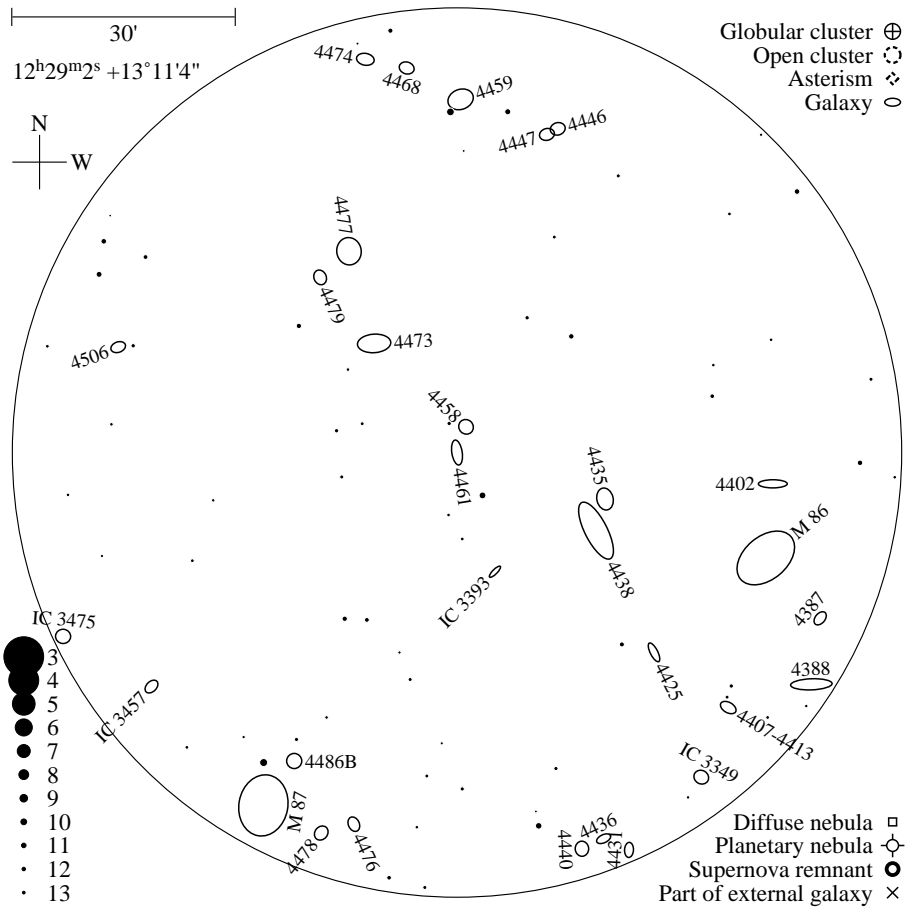 30'
12h29m2s +13°11'4"
N
W
Globular cluster
Open cluster
Asterism
Galaxy
4474
4468
4459
4447
4446
4477
4479
4473
4506
4458
4461
4435
4438
4402
M 86
IC 3393
4387
4388
4425
4407-4413
IC 3349
IC 3475
IC 3457
4486B
M 87
4478
4476
4440
4436
4431
3
4
5
6
7
8
9
10
11
12
13
Diffuse nebula
Planetary nebula
Supernova remnant
Part of external galaxy